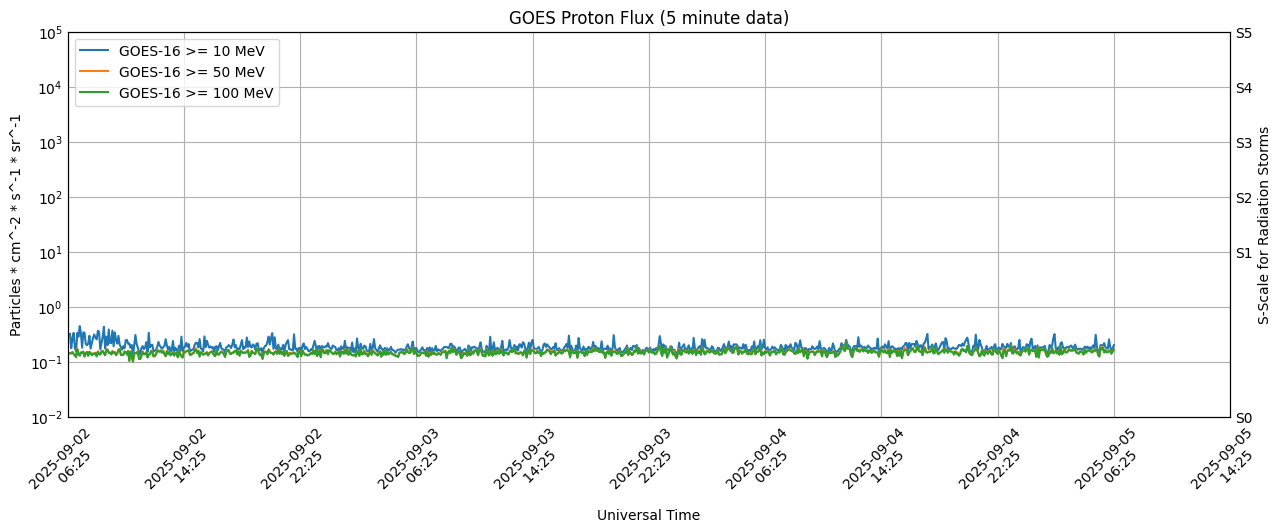 GOES Proton Flux (5 minute data)
GOES-16 >= 10 MeV
GOES-16 >= 50 MeV
GOES-16 >= 100 MeV
Particles * cm^-2 * s^-1 * sr^-1
10^5
10^4
10^3
10^2
10^1
10^0
10^-1
10^-2
S5
S4
S3
S2
S1
S0
S-Scale for Radiation Storms
2025-09-02
06:25
2025-09-02
14:25
2025-09-02
22:25
2025-09-03
06:25
2025-09-03
14:25
2025-09-03
22:25
2025-09-04
06:25
2025-09-04
14:25
2025-09-04
22:25
2025-09-05
06:25
2025-09-05
14:25
Universal Time